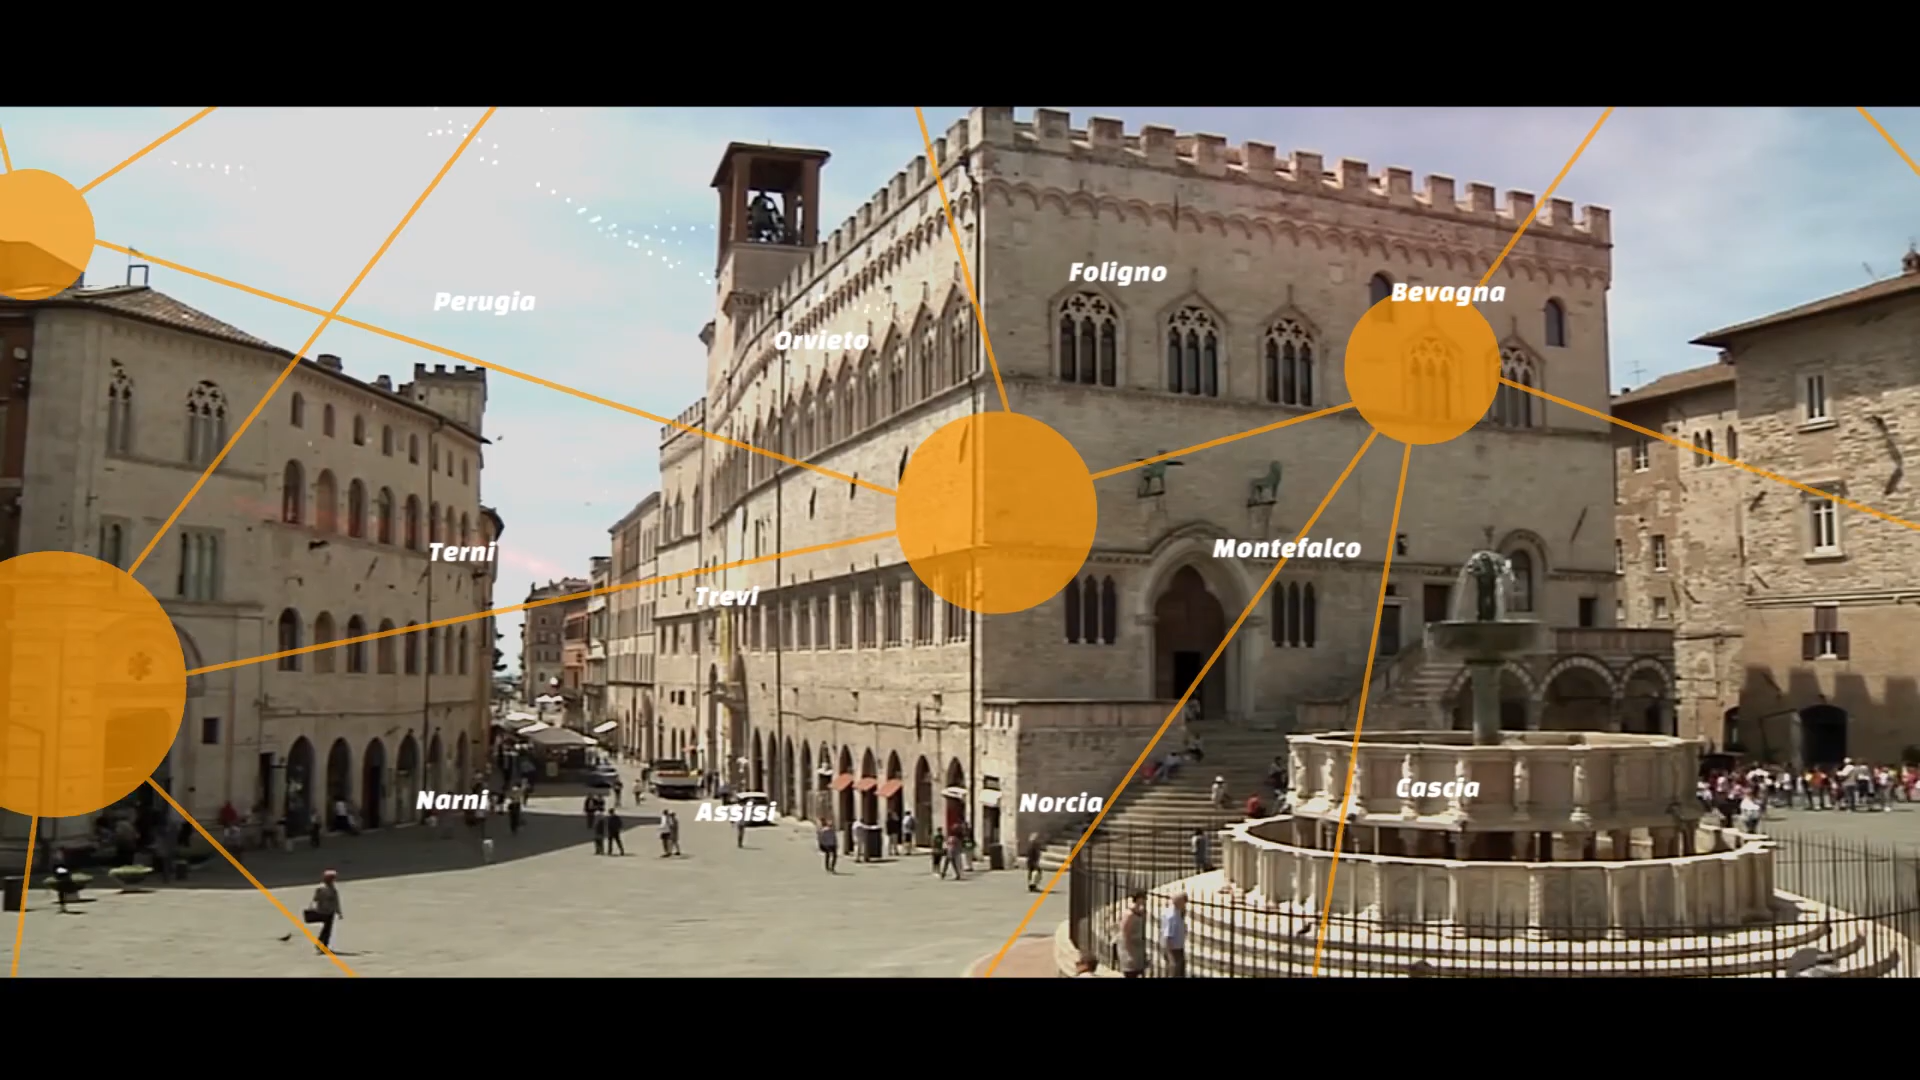 Foligno
Bevagna
Perugia
Orvieto
Montefalco
Terni
Trevi
Cascia
Narni
Assisi
Norcia